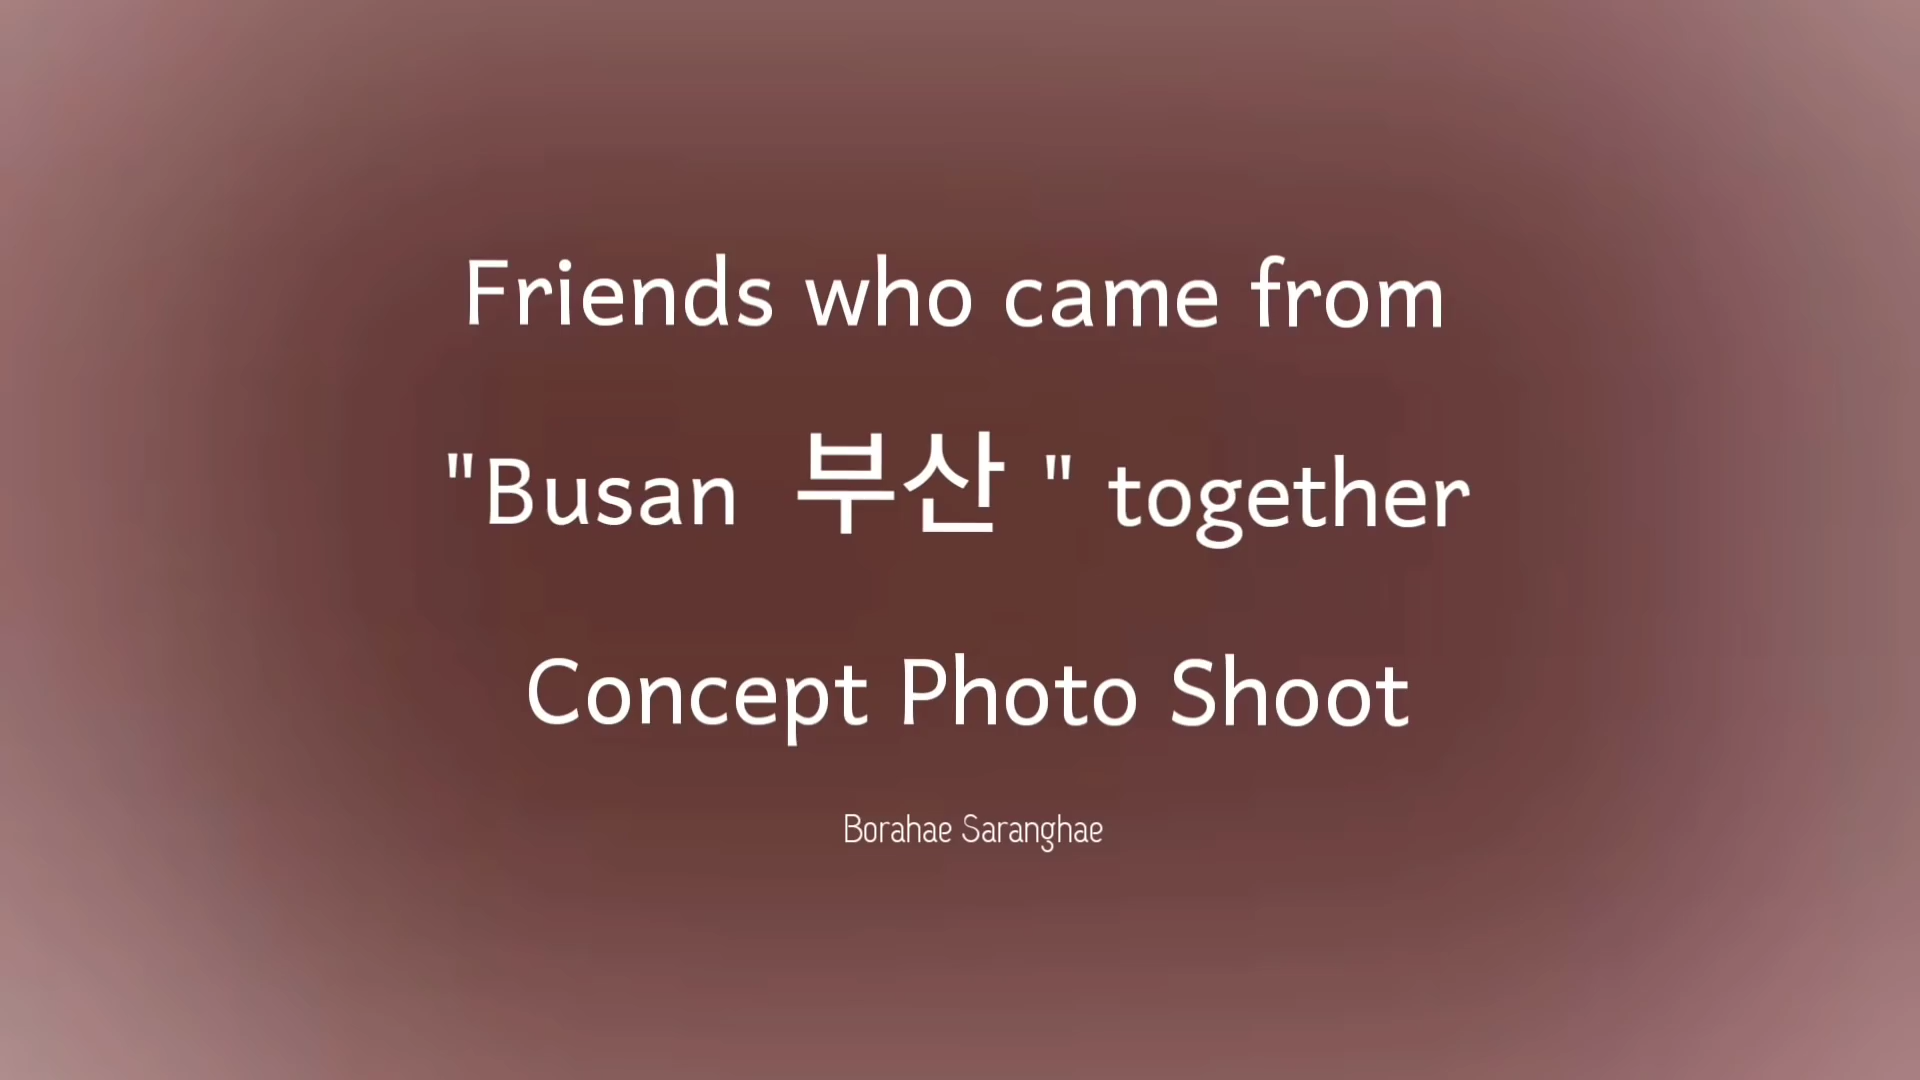 Friends who came from
"Busan 부산 " together
Concept Photo Shoot
Borahae Saranghae